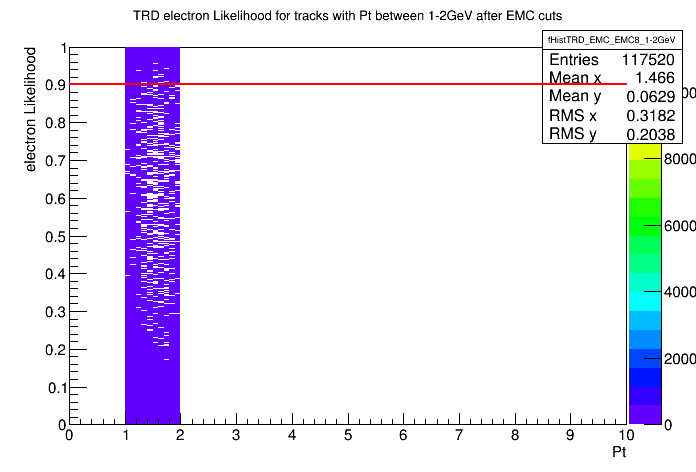 TRD electron Likelihood for tracks with Pt between 1-2GeV after EMC cuts
fHistTRD_EMC_EMC8_1-2GeV
Entries 117520
Mean x 1.466
Mean y 0.0629
RMS x 0.3182
RMS y 0.2038
electron Likelihood
1
0.9
0.8
0.7
0.6
0.5
0.4
0.3
0.2
0.1
0
0 1 2 3 4 5 6 7 8 9 10
Pt
8000
6000
4000
2000
0